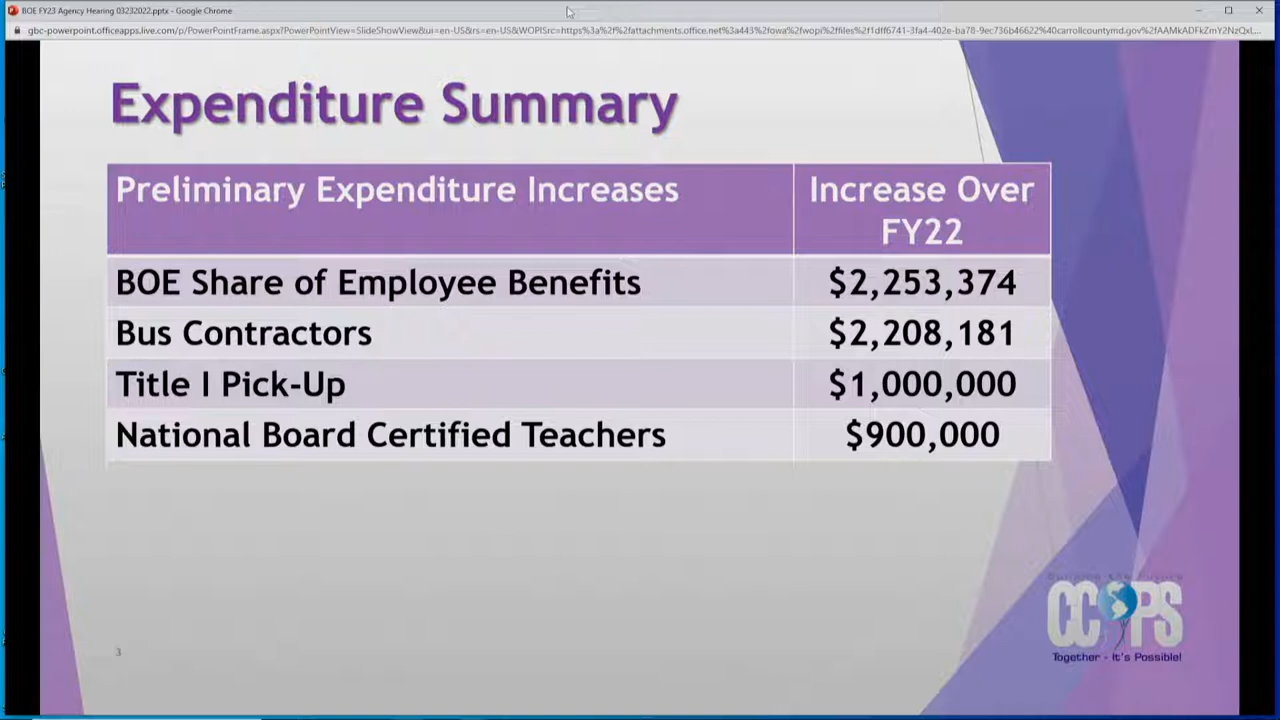 BOE FY23 Agency Hearing 03232022.pptx - Google Chrome
Expenditure Summary
Preliminary Expenditure Increases
Increase Over
FY22
BOE Share of Employee Benefits
$2,253,374
Bus Contractors
$2,208,181
Title I Pick-Up
$1,000,000
National Board Certified Teachers
$900,000
3
CCPS
Together - It's Possible!